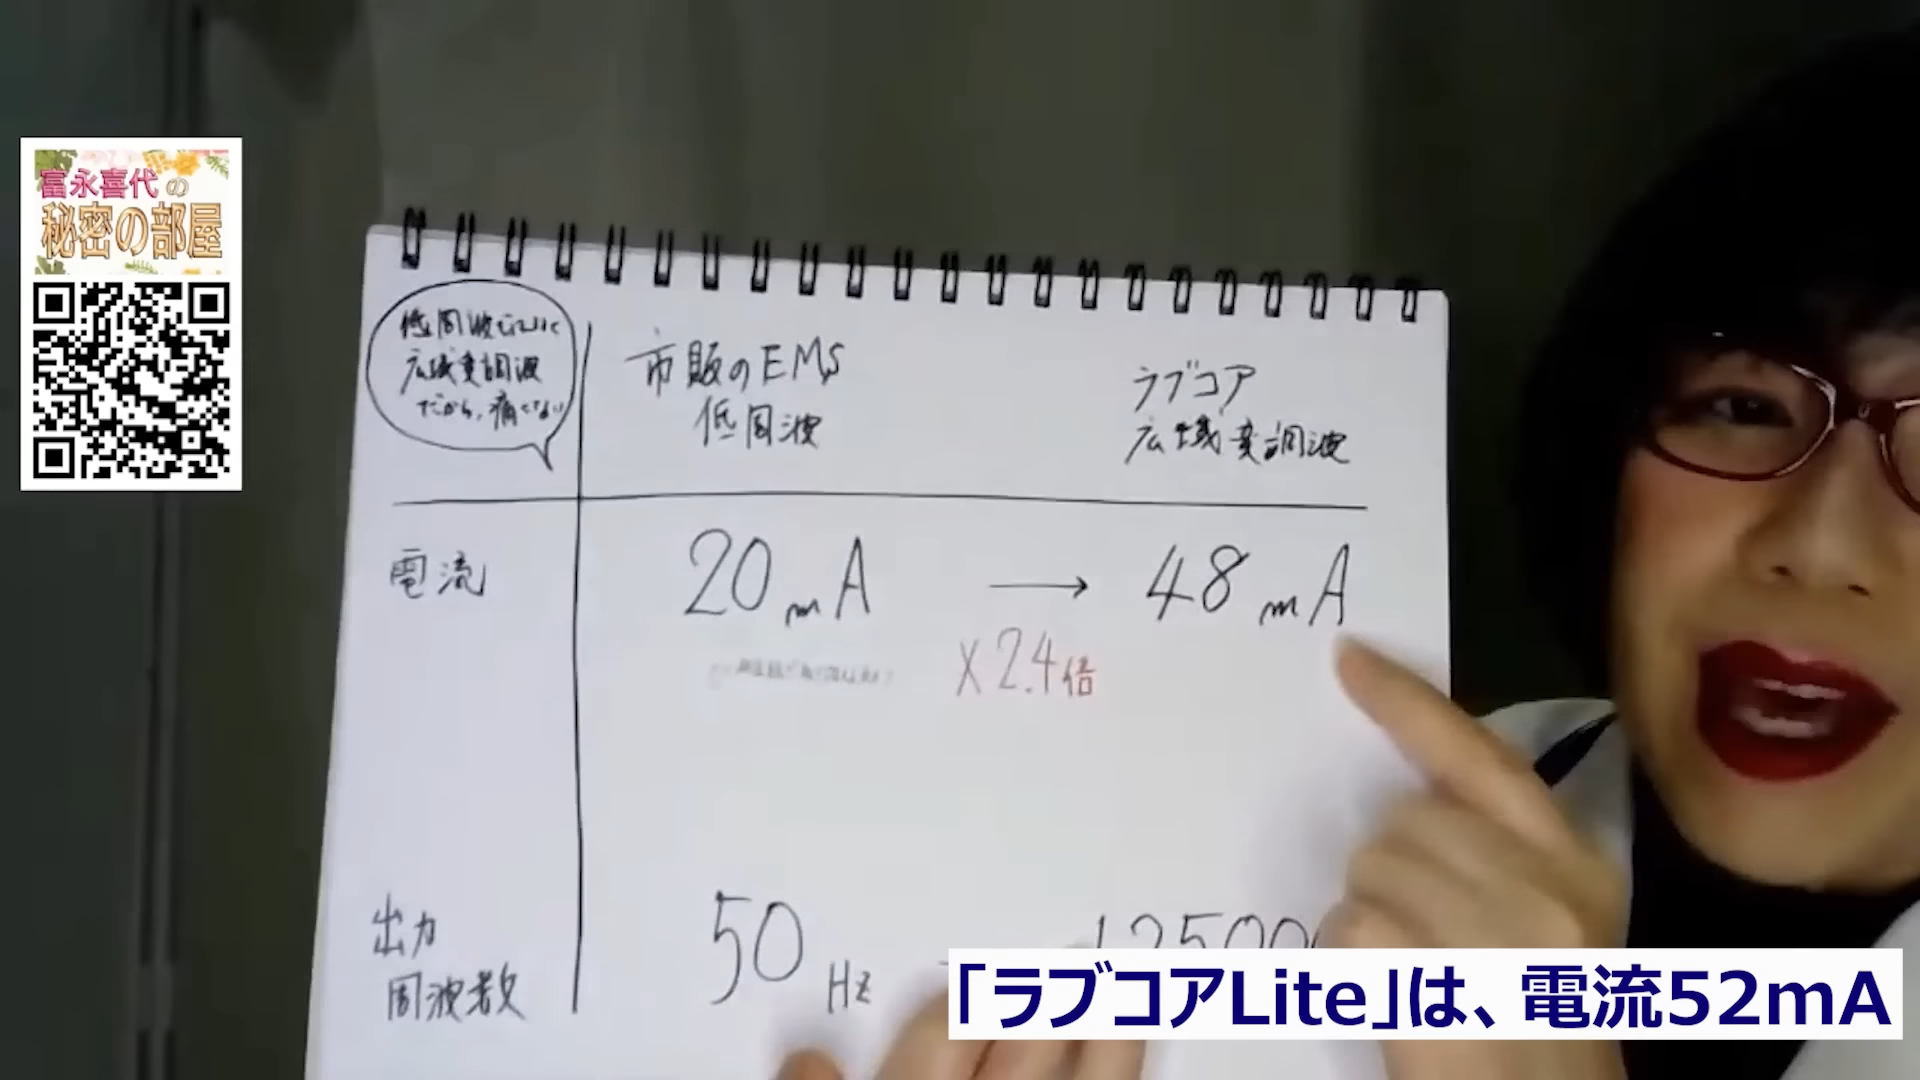 富永喜代の
秘密の部屋
低周波じゃなく
広域変調波
だから、痛くない
市販のEMS
低周波
ラブコア
広域変調波
電流
20mA
→
48mA
×2.4倍
出力
周波数
50Hz
「ラブコアLite」は、電流52mA